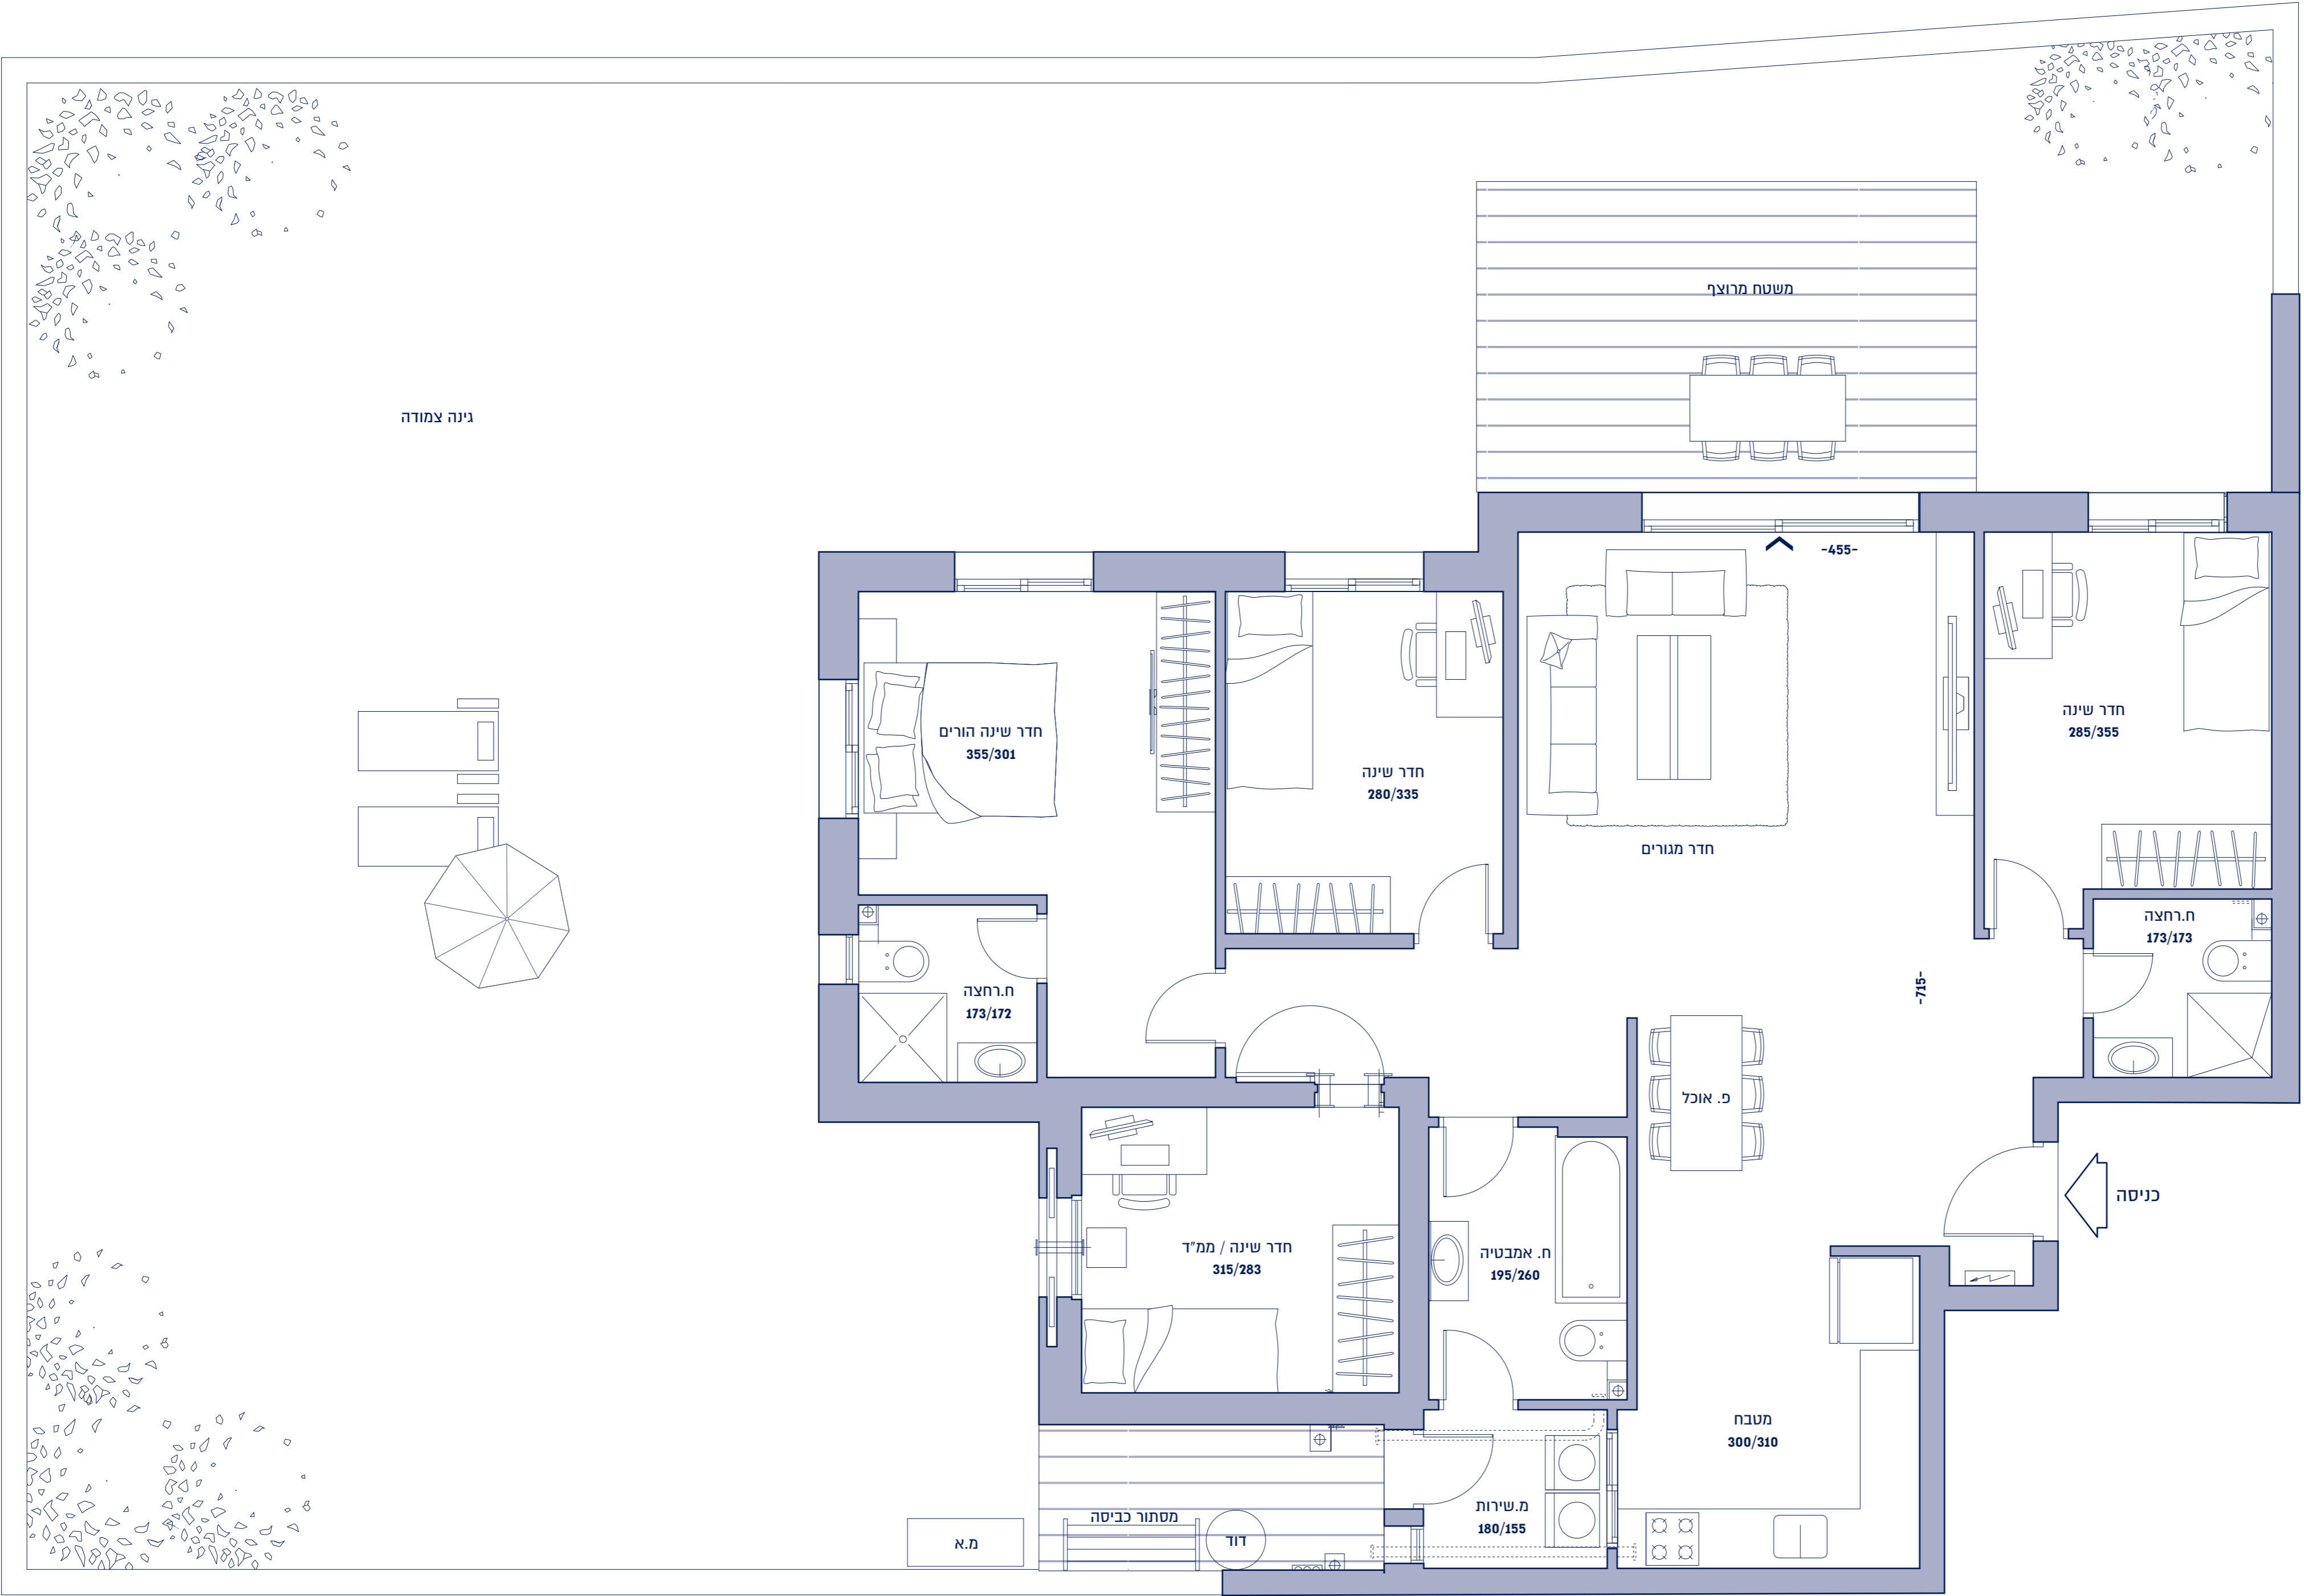 משטח מרוצף
גינה צמודה
-455-
חדר שינה
285/355
חדר שינה הורים
355/301
חדר שינה
280/335
חדר מגורים
ח.רחצה
173/173
-715-
ח.רחצה
173/172
פ. אוכל
כניסה
חדר שינה / ממ"ד
315/283
ח. אמבטיה
195/260
מטבח
300/310
מ.שירות
180/155
מסתור כביסה
דוד
מ.א